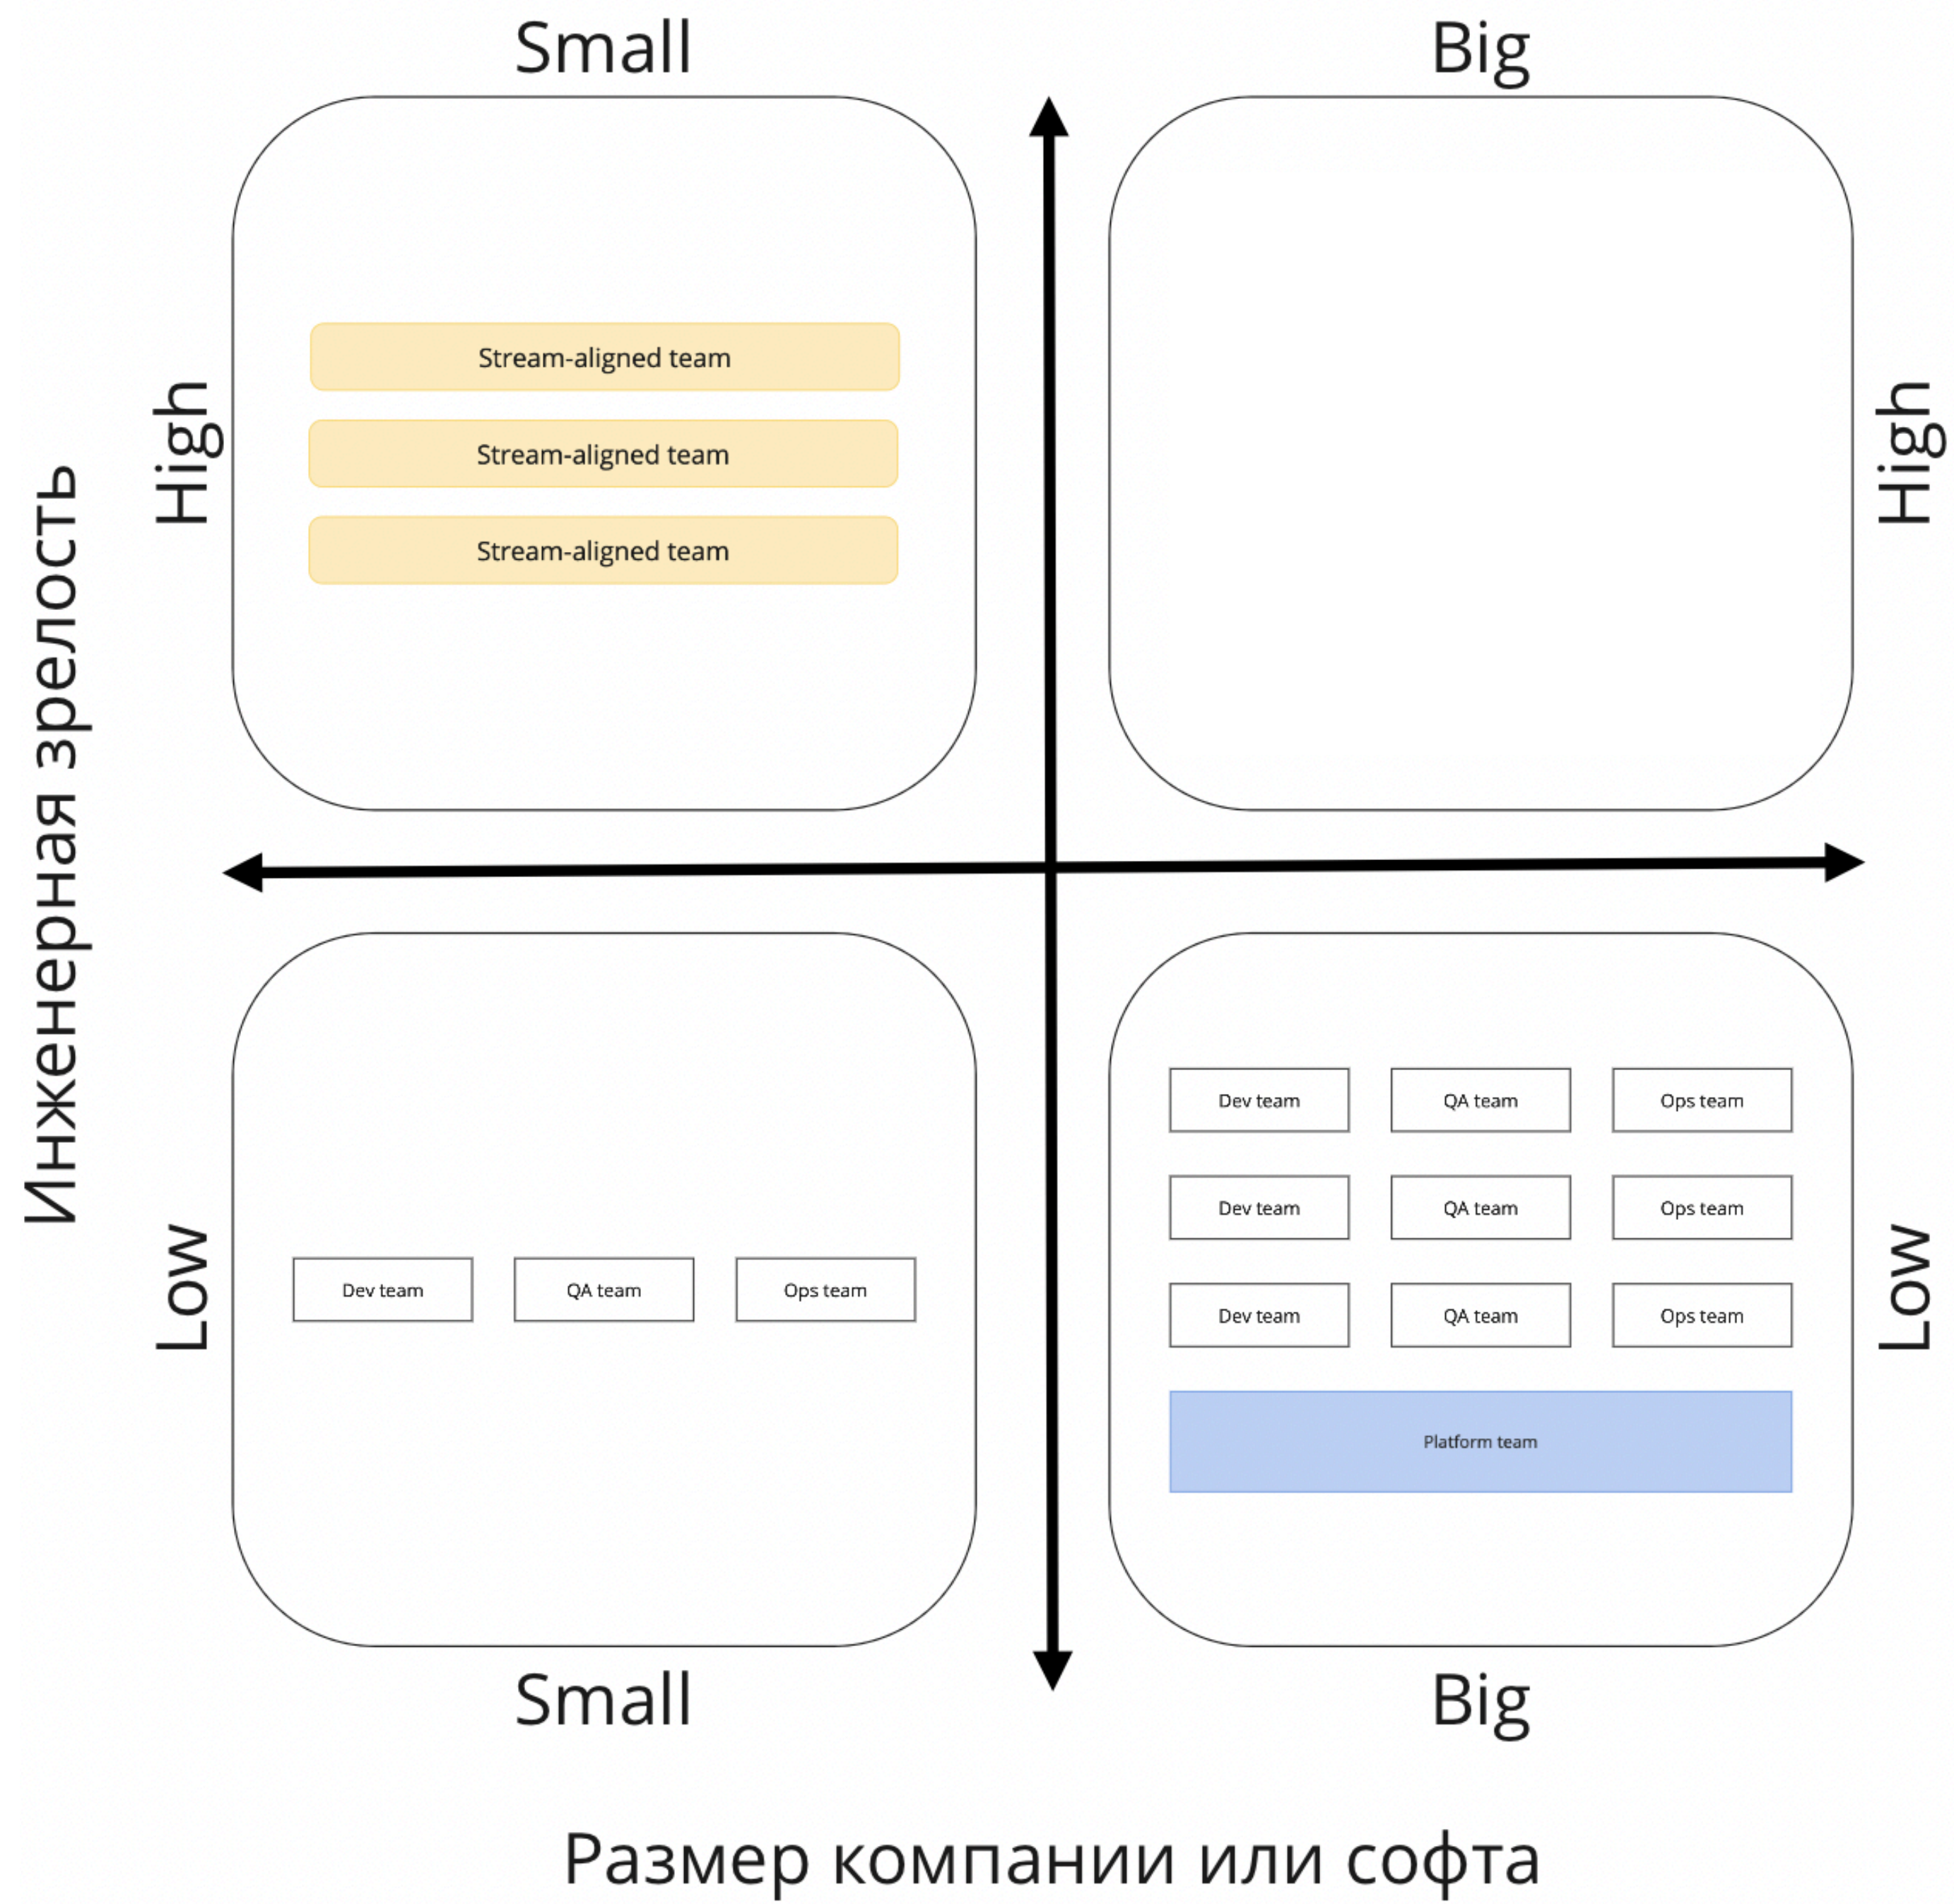 Small
Big
High
High
Stream-aligned team
Stream-aligned team
Stream-aligned team
Инженерная зрелость
Low
Low
Dev team
QA team
Ops team
Dev team
QA team
Ops team
Dev team
QA team
Ops team
Dev team
QA team
Ops team
Platform team
Small
Big
Размер компании или софта